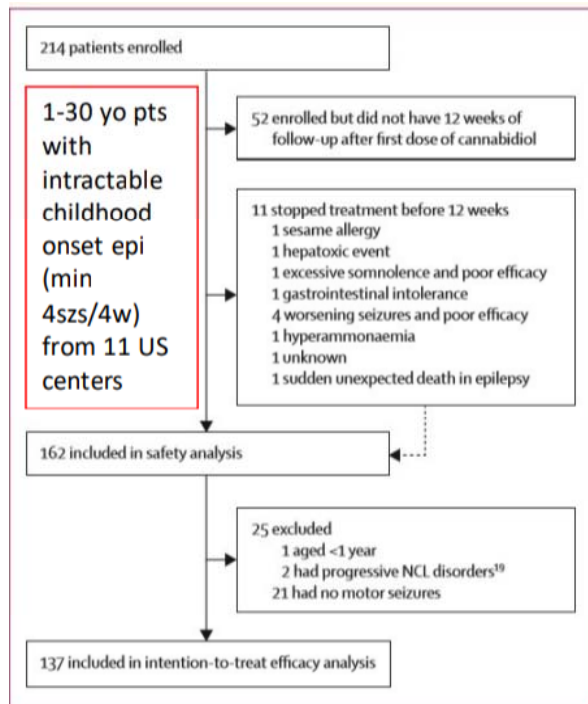 214 patients enrolled
1-30 yo pts
with
intractable
childhood
onset epi
(min
4szs/4w)
from 11 US
centers
52 enrolled but did not have 12 weeks of
follow-up after first dose of cannabidiol
11 stopped treatment before 12 weeks
1 sesame allergy
1 hepatoxic event
1 excessive somnolence and poor efficacy
1 gastrointestinal intolerance
4 worsening seizures and poor efficacy
1 hyperammonaemia
1 unknown
1 sudden unexpected death in epilepsy
162 included in safety analysis
25 excluded
1 aged <1 year
2 had progressive NCL disorders¹⁹
21 had no motor seizures
137 included in intention-to-treat efficacy analysis